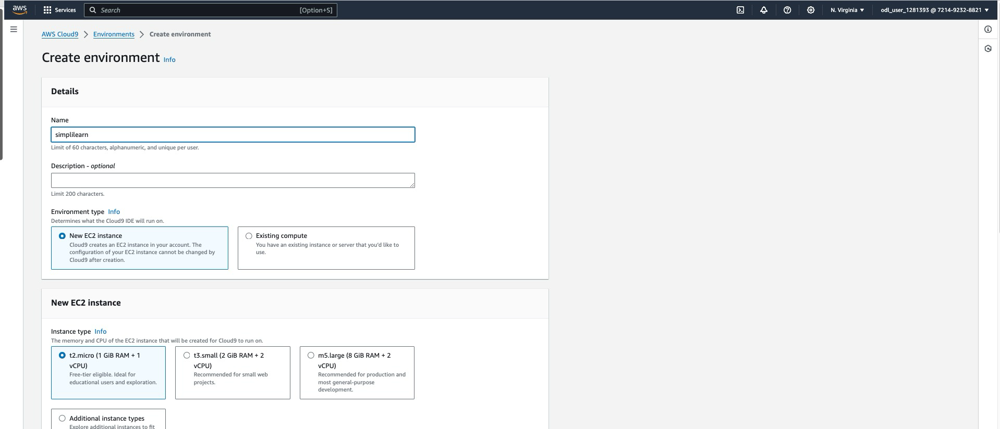 aws Services Search [Option+S] N. Virginia ▼ odl_user_1281393 @ 7214-9232-8821 ▼
AWS Cloud9 > Environments > Create environment
Create environment Info
Details
Name
simplilearn
Limit of 60 characters, alphanumeric, and unique per user.
Description - optional
Limit 200 characters.
Environment type Info
Determines what the Cloud9 IDE will run on.
New EC2 instance
Cloud9 creates an EC2 instance in your account. The
configuration of your EC2 instance cannot be changed by
Cloud9 after creation.
Existing compute
You have an existing instance or server that you'd like to
use.
New EC2 instance
Instance type Info
The memory and CPU of the EC2 instance that will be created for Cloud9 to run on.
t2.micro (1 GiB RAM + 1
vCPU)
Free-tier eligible. Ideal for
educational users and exploration.
t3.small (2 GiB RAM + 2
vCPU)
Recommended for small web
projects.
m5.large (8 GiB RAM + 2
vCPU)
Recommended for production and
most general-purpose
development.
Additional instance types
Explore additional instances to fit